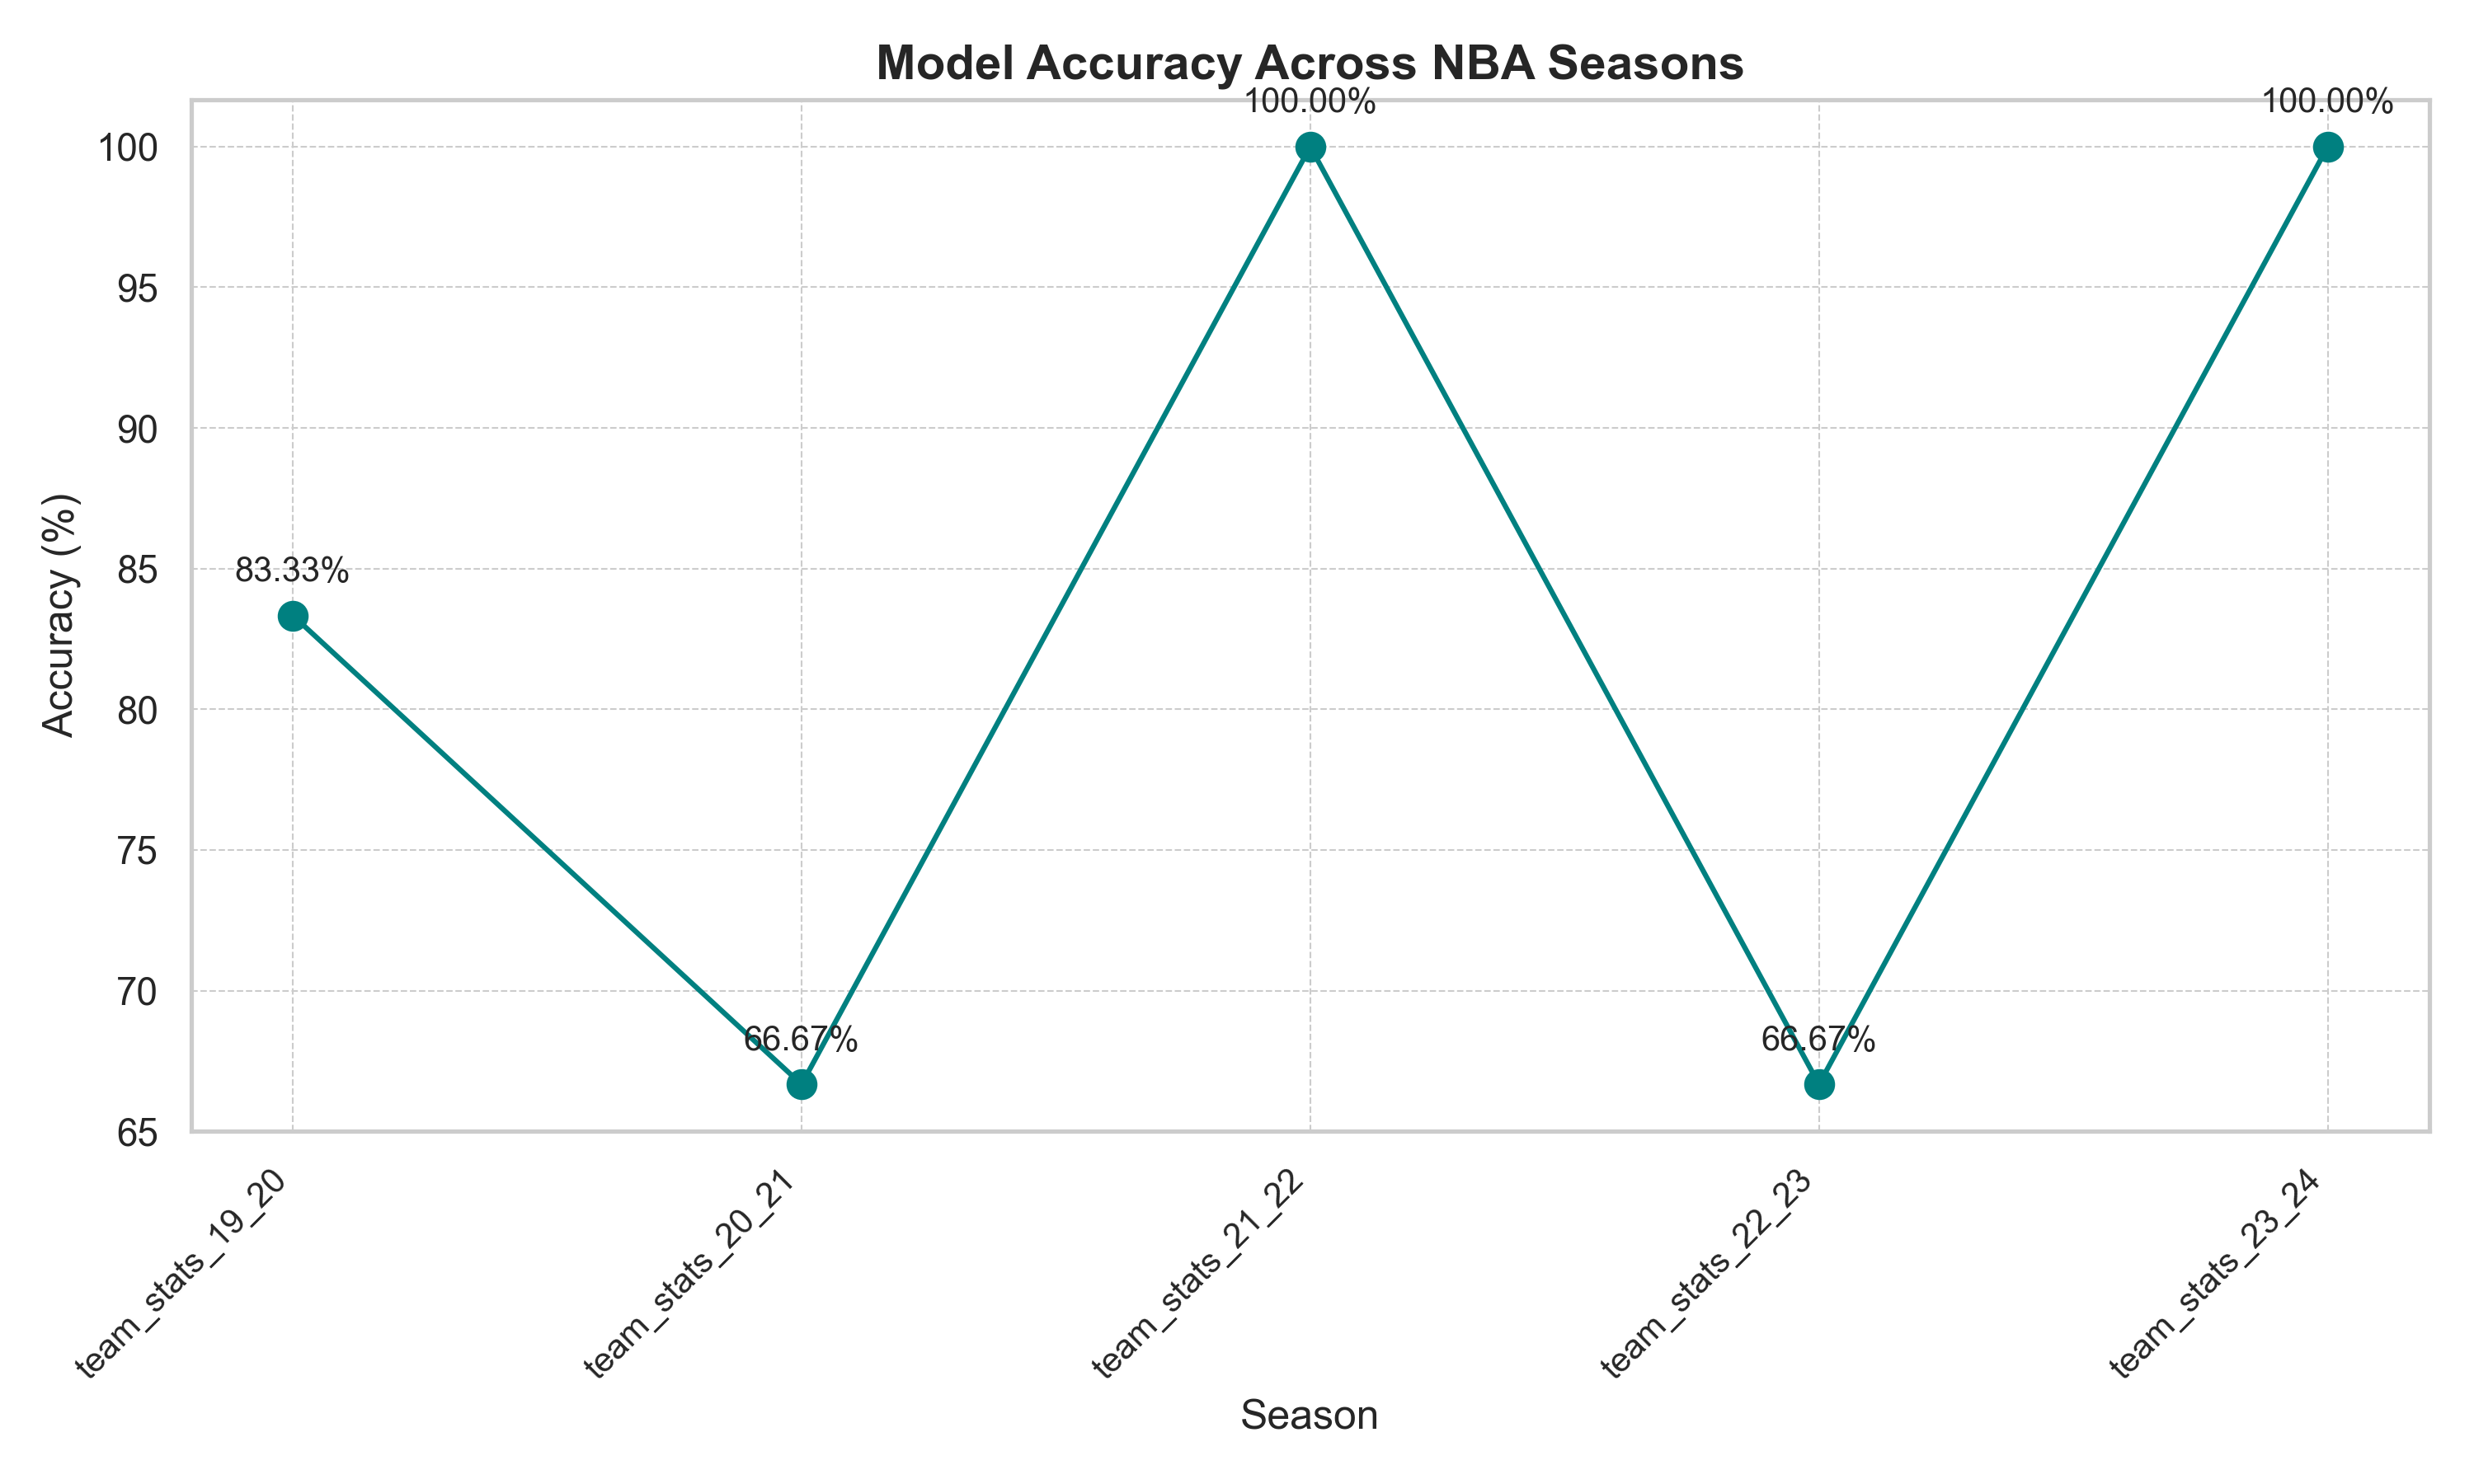 Model Accuracy Across NBA Seasons
100.00%
100.00%
100
95
90
83.33%
85
80
75
70
66.67%
66.67%
65
Accuracy (%)
team_stats_19_20
team_stats_20_21
team_stats_21_22
team_stats_22_23
team_stats_23_24
Season